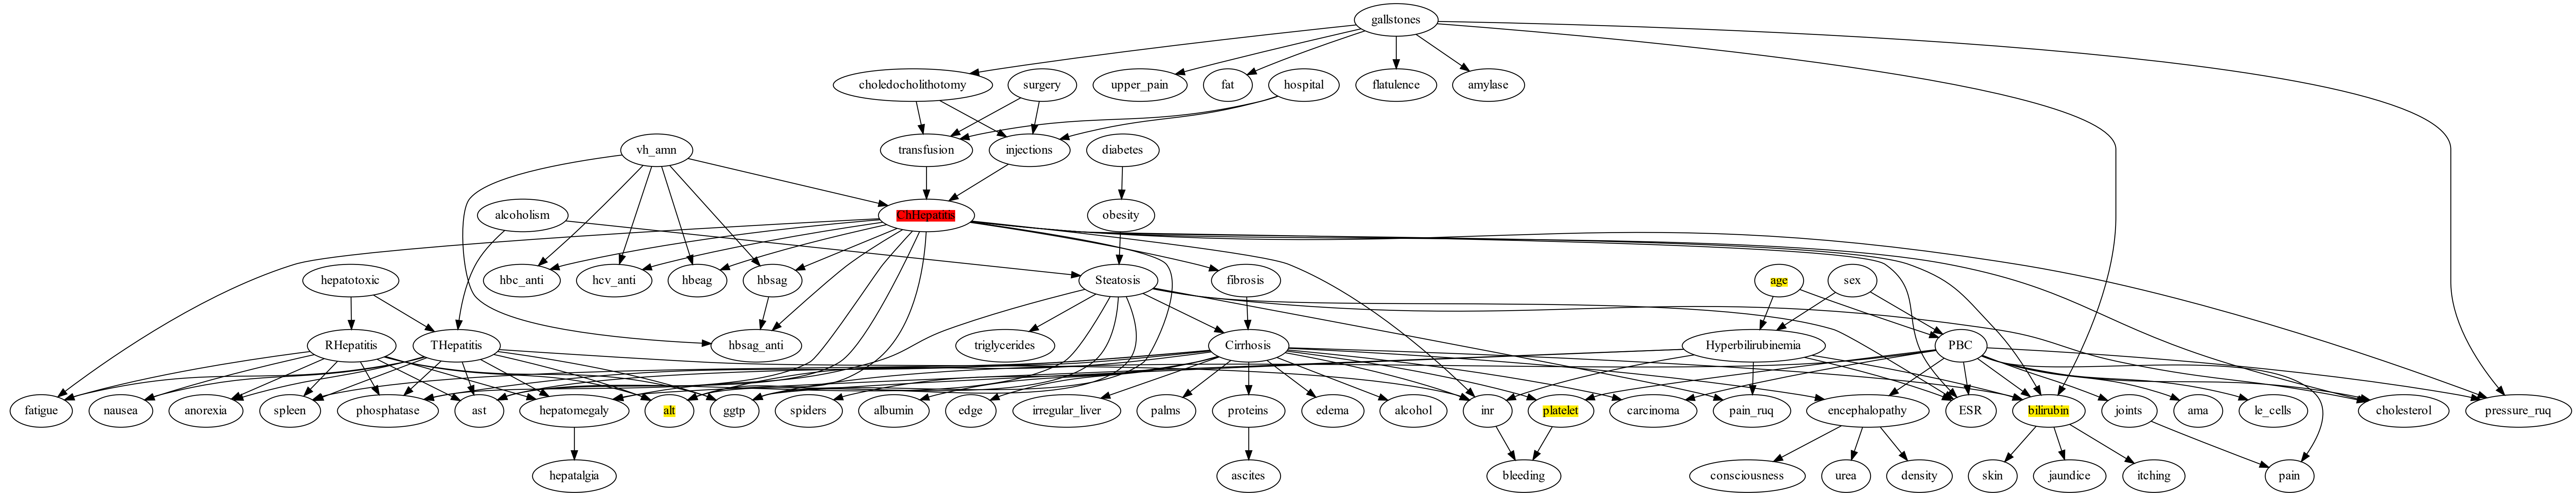 gallstones
choledocholithotomy
surgery
upper_pain
fat
hospital
flatulence
amylase
vh_amn
transfusion
injections
diabetes
alcoholism
ChHepatitis
obesity
hepatotoxic
hbc_anti
hcv_anti
hbeag
hbsag
Steatosis
fibrosis
age
sex
RHepatitis
THepatitis
hbsag_anti
triglycerides
Cirrhosis
Hyperbilirubinemia
PBC
fatigue
nausea
anorexia
spleen
phosphatase
ast
hepatomegaly
alt
ggtp
spiders
albumin
edge
irregular_liver
palms
proteins
edema
alcohol
inr
platelet
carcinoma
pain_ruq
encephalopathy
ESR
bilirubin
joints
ama
le_cells
cholesterol
pressure_ruq
hepatalgia
ascites
bleeding
consciousness
urea
density
skin
jaundice
itching
pain